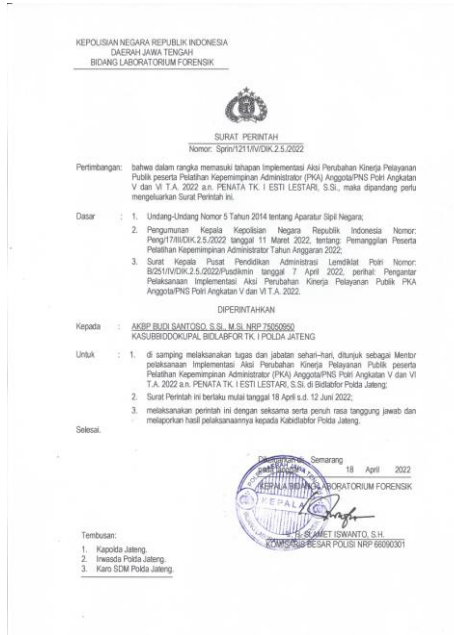 KEPOLISIAN NEGARA REPUBLIK INDONESIA
DAERAH JAWA TENGAH
BIDANG LABORATORIUM FORENSIK
SURAT PERINTAH
Nomor: Sprin/1211/IV/DIK.2.5./2022
Pertimbangan: bahwa dalam rangka memasuki tahapan Implementasi Aksi Perubahan Kinerja Pelayanan
Publik peserta Pelatihan Kepemimpinan Administrator (PKA) Anggota/PNS Polri Angkatan
V dan VI T.A. 2022 a.n. PENATA TK. I ESTI LESTARI, S.Si., maka dipandang perlu
mengeluarkan Surat Perintah ini.
Dasar : 1. Undang-Undang Nomor 5 Tahun 2014 tentang Aparatur Sipil Negara;
2. Pengumunan Kepala Kepolisian Negara Republik Indonesia Nomor:
Peng/17/III/DIK.2.5./2022 tanggal 11 Maret 2022, tentang: Pemanggilan Peserta
Pelatihan Kepemimpinan Administrator Tahun Anggaran 2022;
3. Surat Kepala Pusat Pendidikan Administrasi Lemdiklat Polri Nomor:
B/251/IV/DIK.2.5./2022/Pusdikmin tanggal 7 April 2022, perihal: Pengantar
Pelaksanaan Implementasi Aksi Perubahan Kinerja Pelayanan Publik PKA
Anggota/PNS Polri Angkatan V dan VI T.A. 2022.
DIPERINTAHKAN
Kepada : AKBP BUDI SANTOSO, S.Si., M.Si. NRP 75050950
KASUBBIDDOKUPAL BIDLABFOR TK. I POLDA JATENG
Untuk : 1. di samping melaksanakan tugas dan jabatan sehari–hari, ditunjuk sebagai Mentor
pelaksanaan Implementasi Aksi Perubahan Kinerja Pelayanan Publik peserta
Pelatihan Kepemimpinan Administrator (PKA) Anggota/PNS Polri Angkatan V dan VI
T.A. 2022 a.n. PENATA TK. I ESTI LESTARI, S.Si. di Bidlabfor Polda Jateng;
2. Surat Perintah ini berlaku mulai tanggal 18 April s.d. 12 Juni 2022;
3. melaksanakan perintah ini dengan seksama serta penuh rasa tanggung jawab dan
melaporkan hasil pelaksanaannya kepada Kabidlabfor Polda Jateng.
Selesai.
di Semarang
pada tanggal 18 April 2022
KEPALA BIDANG LABORATORIUM FORENSIK
KEPALA
SLAMET ISWANTO, S.H.
KOMISARIS BESAR POLISI NRP 66090301
Tembusan:
1. Kapolda Jateng.
2. Irwasda Polda Jateng.
3. Karo SDM Polda Jateng.